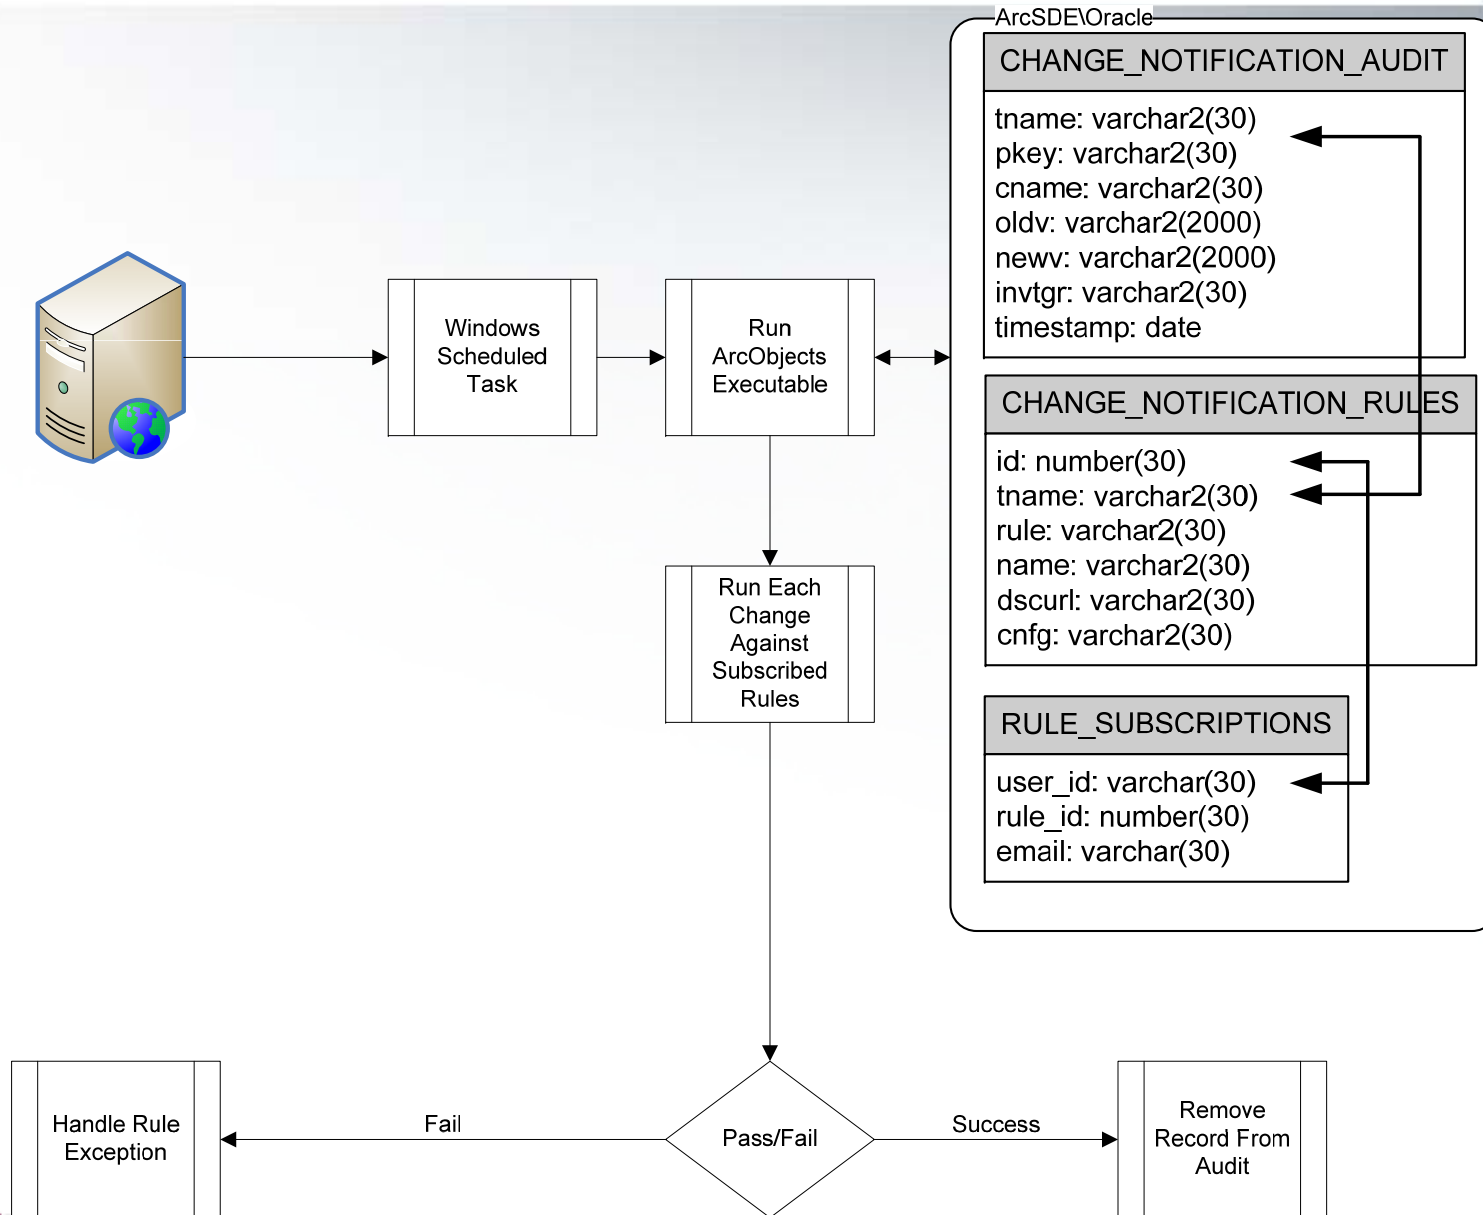 ArcSDE\Oracle
CHANGE_NOTIFICATION_AUDIT
tname: varchar2(30)
pkey: varchar2(30)
cname: varchar2(30)
oldv: varchar2(2000)
newv: varchar2(2000)
invtgr: varchar2(30)
timestamp: date
Windows
Scheduled
Task
Run
ArcObjects
Executable
CHANGE_NOTIFICATION_RULES
id: number(30)
tname: varchar2(30)
rule: varchar2(30)
name: varchar2(30)
dscurl: varchar2(30)
cnfg: varchar2(30)
Run Each
Change
Against
Subscribed
Rules
RULE_SUBSCRIPTIONS
user_id: varchar(30)
rule_id: number(30)
email: varchar(30)
Handle Rule
Exception
Fail
Pass/Fail
Success
Remove
Record From
Audit